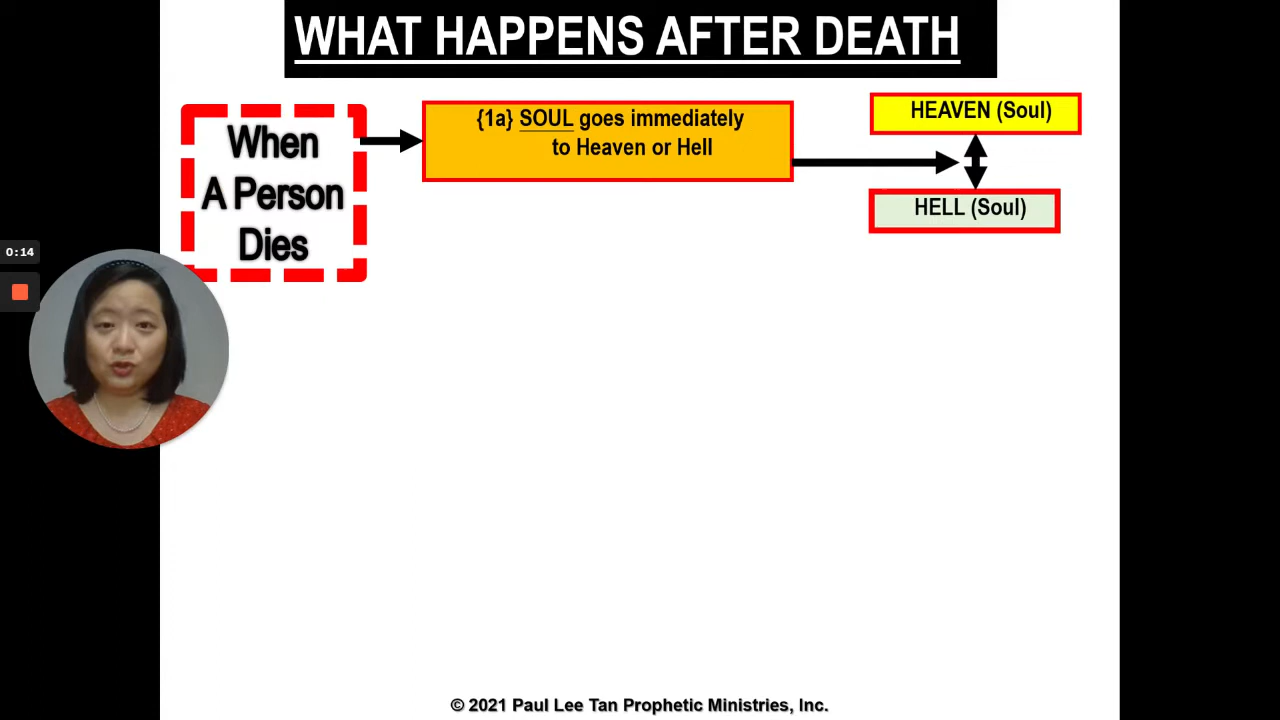 WHAT HAPPENS AFTER DEATH
When
A Person
Dies
{1a} SOUL goes immediately
to Heaven or Hell
HEAVEN (Soul)
HELL (Soul)
0:14
© 2021 Paul Lee Tan Prophetic Ministries, Inc.